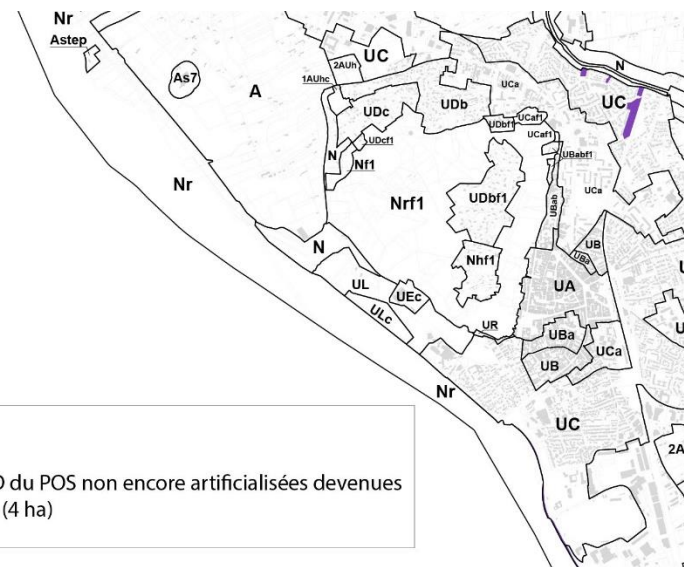 Nr
Astep
As7
A
2AUh
UC
1AUhc
UDc
UDb
UCa
N
UC
UDcf1
N
Nf1
UDbf1
UCaf1
UCaf1
UBabf1
Nr
Nrf1
UDbf1
UBab
UCa
N
Nhf1
UB
UBa
UL
UEc
UA
ULc
UR
UBa
UCa
UB
Nr
UC
2A
du POS non encore artificialisées devenues
(4 ha)